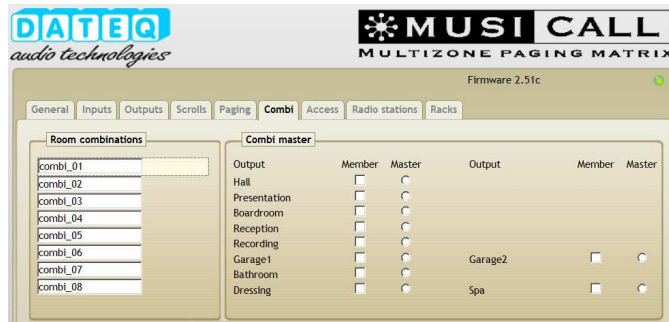 DATEQ
audio technologies
MUSICALL
MULTIZONE PAGING MATRIX
Firmware 2.51c
General Inputs Outputs Scrolls Paging Combi Access Radio stations Racks
Room combinations
combi_01
combi_02
combi_03
combi_04
combi_05
combi_06
combi_07
combi_08
Combi master
Output Member Master Output Member Master
Hall
Presentation
Boardroom
Reception
Recording
Garage1 Garage2
Bathroom
Dressing Spa